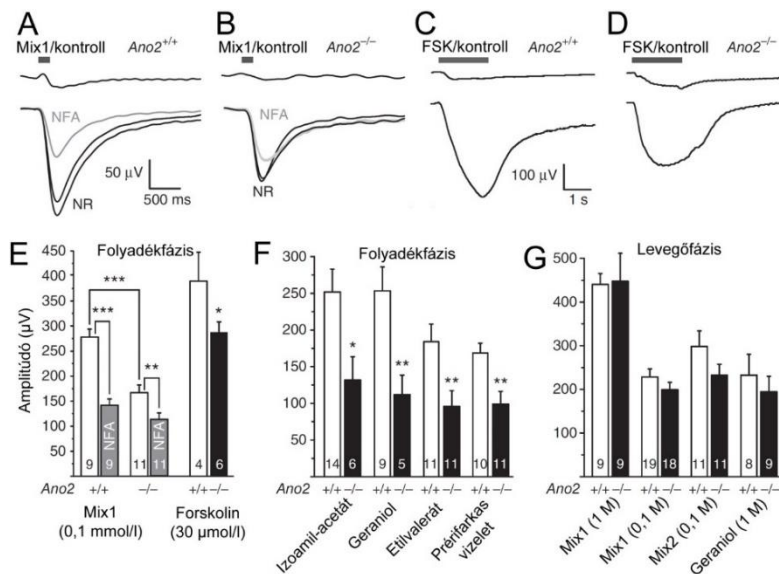 A
Mix1/kontroll Ano2+/+
NFA
NR
50 µV
500 ms
B
Mix1/kontroll Ano2−/−
NFA
NR
C
FSK/kontroll Ano2+/+
100 µV
1 s
D
FSK/kontroll Ano2−/−
E
Folyadékfázis
Amplitúdó (µV)
450
400
350
300
250
200
150
100
50
***
***
**
*
NFA
NFA
9 9 11 11 4 6
Ano2 +/+ −/− +/+ −/−
Mix1
(0,1 mmol/l)
Forskolin
(30 µmol/l)
F
Folyadékfázis
300
250
200
150
100
50
* ** ** **
14 6 9 5 11 11 10 11
Ano2 +/+ −/− +/+ −/− +/+ −/− +/+ −/−
Izoamil-acetát
Geraniol
Etilvalerát
Prérifarkas
vizelet
G
Levegőfázis
500
400
300
200
100
9 9 19 18 11 11 8 9
Ano2 +/+ −/− +/+ −/− +/+ −/− +/+ −/−
Mix1 (1 M)
Mix1 (0,1 M)
Mix2 (0,1 M)
Geraniol (1 M)